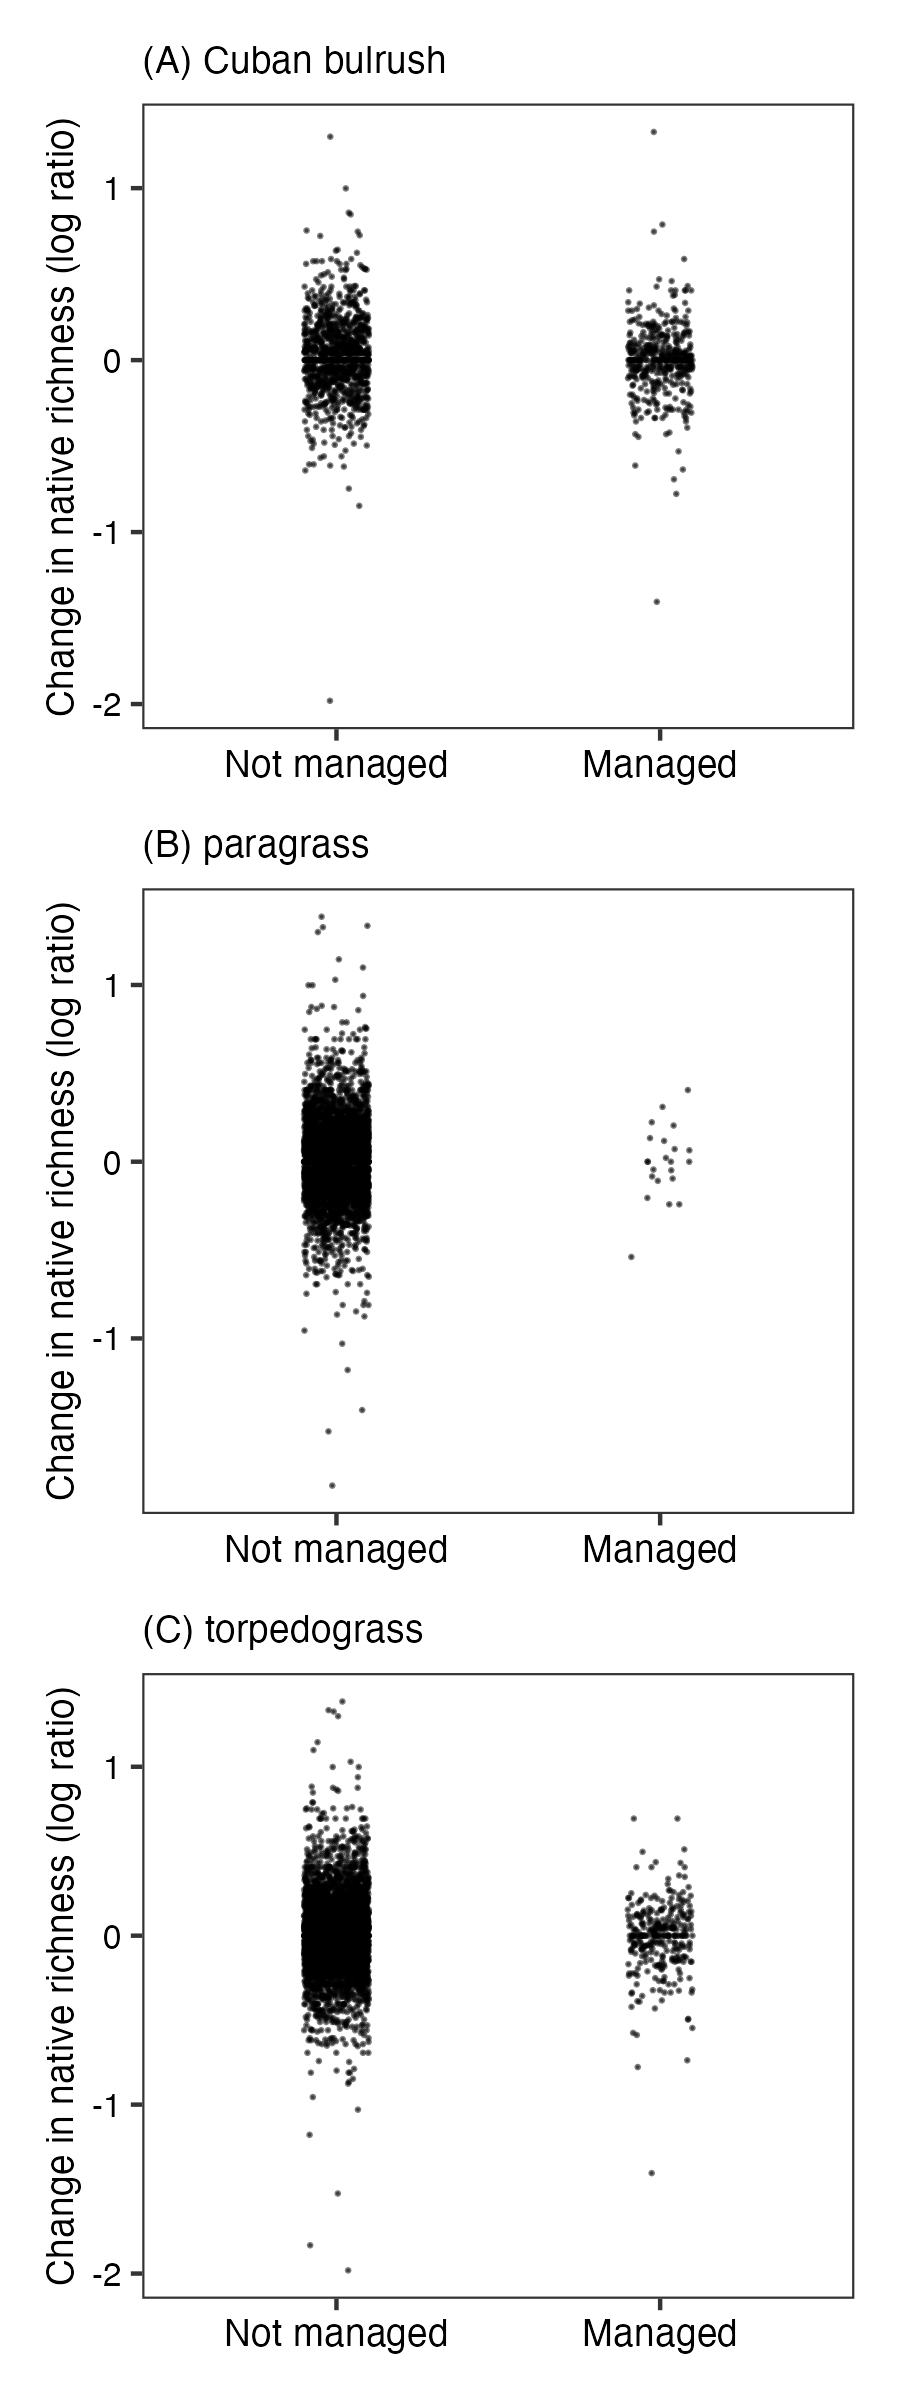 (A) Cuban bulrush
Change in native richness (log ratio)
1
0
-1
-2
Not managed
Managed
(B) paragrass
Change in native richness (log ratio)
1
0
-1
Not managed
Managed
(C) torpedograss
Change in native richness (log ratio)
1
0
-1
-2
Not managed
Managed